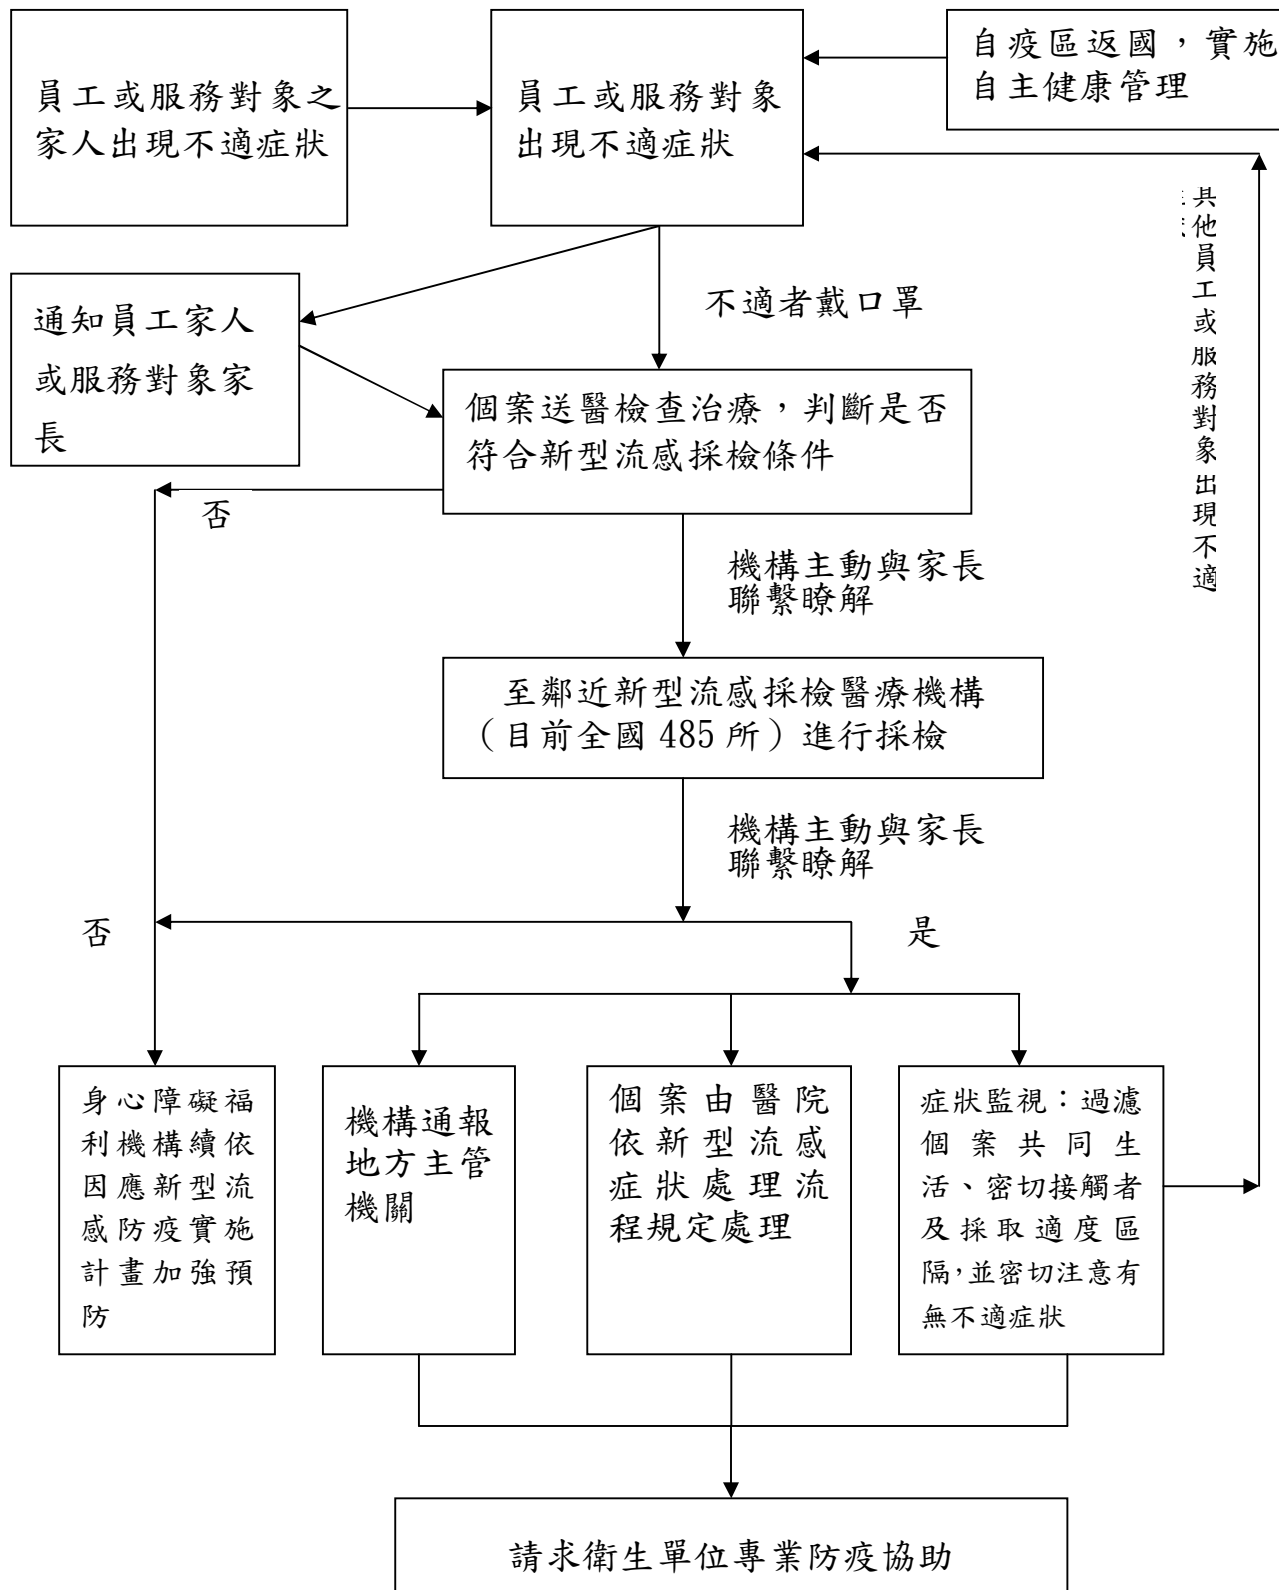 員工或服務對象之
家人出現不適症狀
員工或服務對象
出現不適症狀
自疫區返國，實施
自主健康管理
其他員工或服務對象出現不適
通知員工家人
或服務對象家
長
不適者戴口罩
個案送醫檢查治療，判斷是否
符合新型流感採檢條件
否
機構主動與家長
聯繫瞭解
至鄰近新型流感採檢醫療機構
（目前全國 485 所）進行採檢
機構主動與家長
聯繫瞭解
否
是
身心障礙福
利機構續依
因應新型流
感防疫實施
計畫加強預
防
機構通報
地方主管
機關
個案由醫院
依新型流感
症狀處理流
程規定處理
症狀監視：過濾
個案共同生
活、密切接觸者
及採取適度區
隔，並密切注意有
無不適症狀
請求衛生單位專業防疫協助